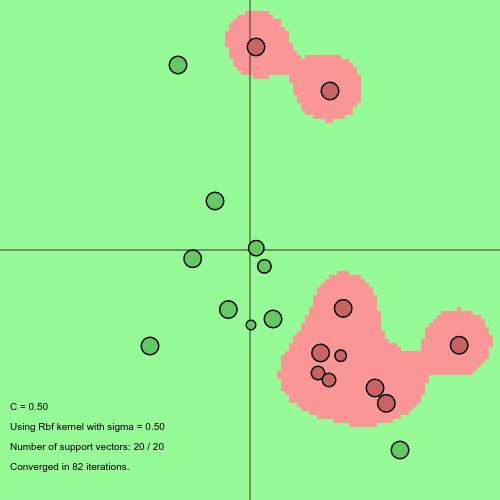 C = 0.50
Using Rbf kernel with sigma = 0.50
Number of support vectors: 20 / 20
Converged in 82 iterations.